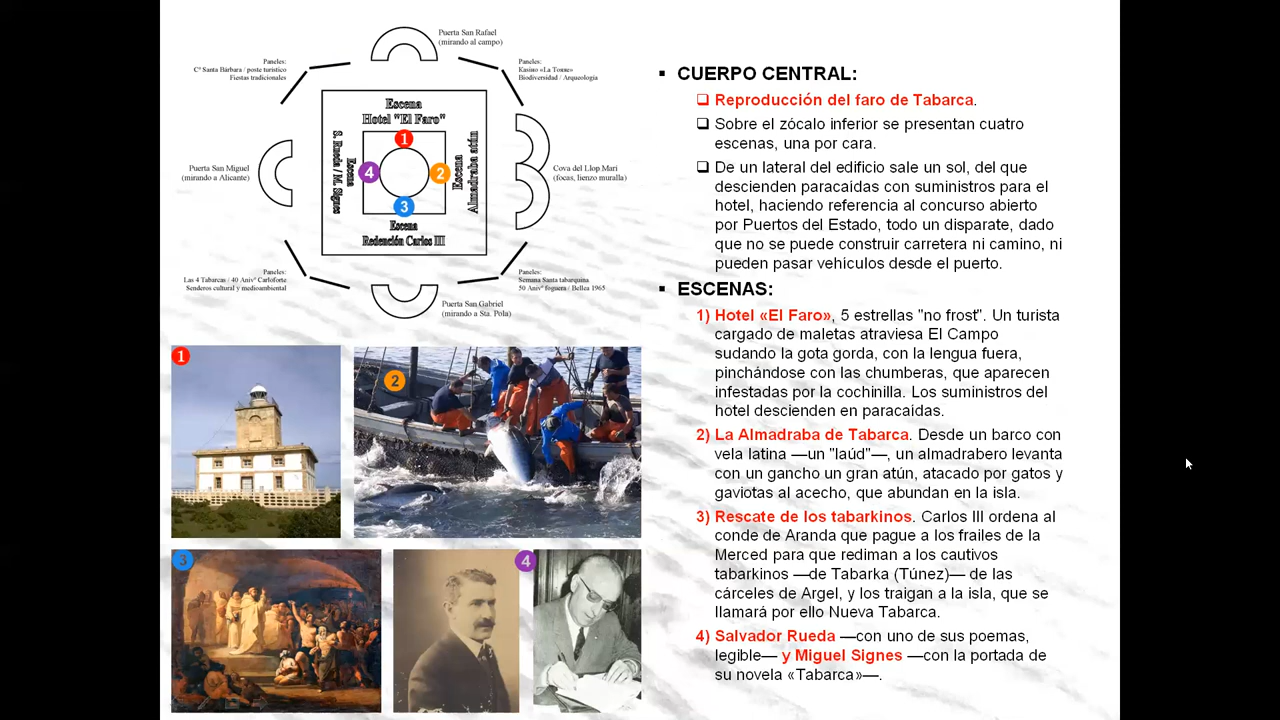 Puerta San Rafael
(mirando al campo)
Paneles:
Cº Santa Bárbara / poste turístico
Fiestas tradicionales
Paneles:
Kasino «La Tonne»
Biodiversidad / Arqueología
Escena
Hotel "El Faro"
1
S. Rueda / M. Signes
Escena
4
2
Escena
Almadraba atún
3
Escena
Redención Carlos III
Puerta San Miguel
(mirando a Alicante)
Cova del Llop Marí
(focas, lienzo muralla)
Paneles:
Las 4 Tabarcas / 40 Anivº Carloforte
Senderos cultural y medioambiental
Paneles:
Semana Santa tabarquina
50 Anivº foguera / Bellea 1965
Puerta San Gabriel
(mirando a Sta. Pola)
1
2
3
4
▪ CUERPO CENTRAL:
❑ Reproducción del faro de Tabarca.
❑ Sobre el zócalo inferior se presentan cuatro
escenas, una por cara.
❑ De un lateral del edificio sale un sol, del que
descienden paracaídas con suministros para el
hotel, haciendo referencia al concurso abierto
por Puertos del Estado, todo un disparate, dado
que no se puede construir carretera ni camino, ni
pueden pasar vehículos desde el puerto.
▪ ESCENAS:
1) Hotel «El Faro», 5 estrellas "no frost". Un turista
cargado de maletas atraviesa El Campo
sudando la gota gorda, con la lengua fuera,
pinchándose con las chumberas, que aparecen
infestadas por la cochinilla. Los suministros del
hotel descienden en paracaidas.
2) La Almadraba de Tabarca. Desde un barco con
vela latina —un "laúd"—, un almadrabero levanta
con un gancho un gran atún, atacado por gatos y
gaviotas al acecho, que abundan en la isla.
3) Rescate de los tabarkinos. Carlos III ordena al
conde de Aranda que pague a los frailes de la
Merced para que rediman a los cautivos
tabarkinos —de Tabarka (Túnez)— de las
cárceles de Argel, y los traigan a la isla, que se
llamará por ello Nueva Tabarca.
4) Salvador Rueda —con uno de sus poemas,
legible— y Miguel Signes —con la portada de
su novela «Tabarca»—.